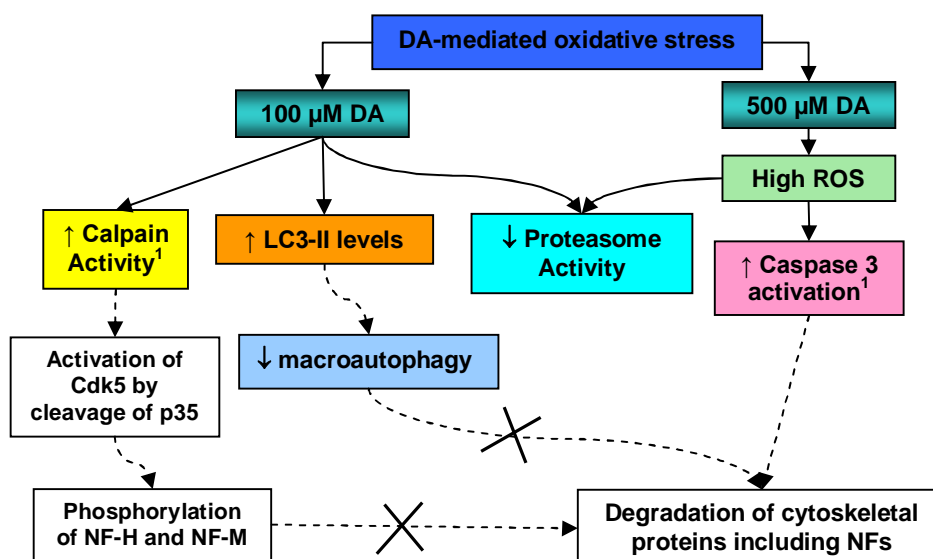 DA-mediated oxidative stress
100 µM DA
500 µM DA
High ROS
↑ Calpain
Activity¹
↑ LC3-II levels
↓ Proteasome
Activity
↑ Caspase 3
activation¹
Activation of
Cdk5 by
cleavage of p35
↓ macroautophagy
Phosphorylation
of NF-H and NF-M
Degradation of cytoskeletal
proteins including NFs